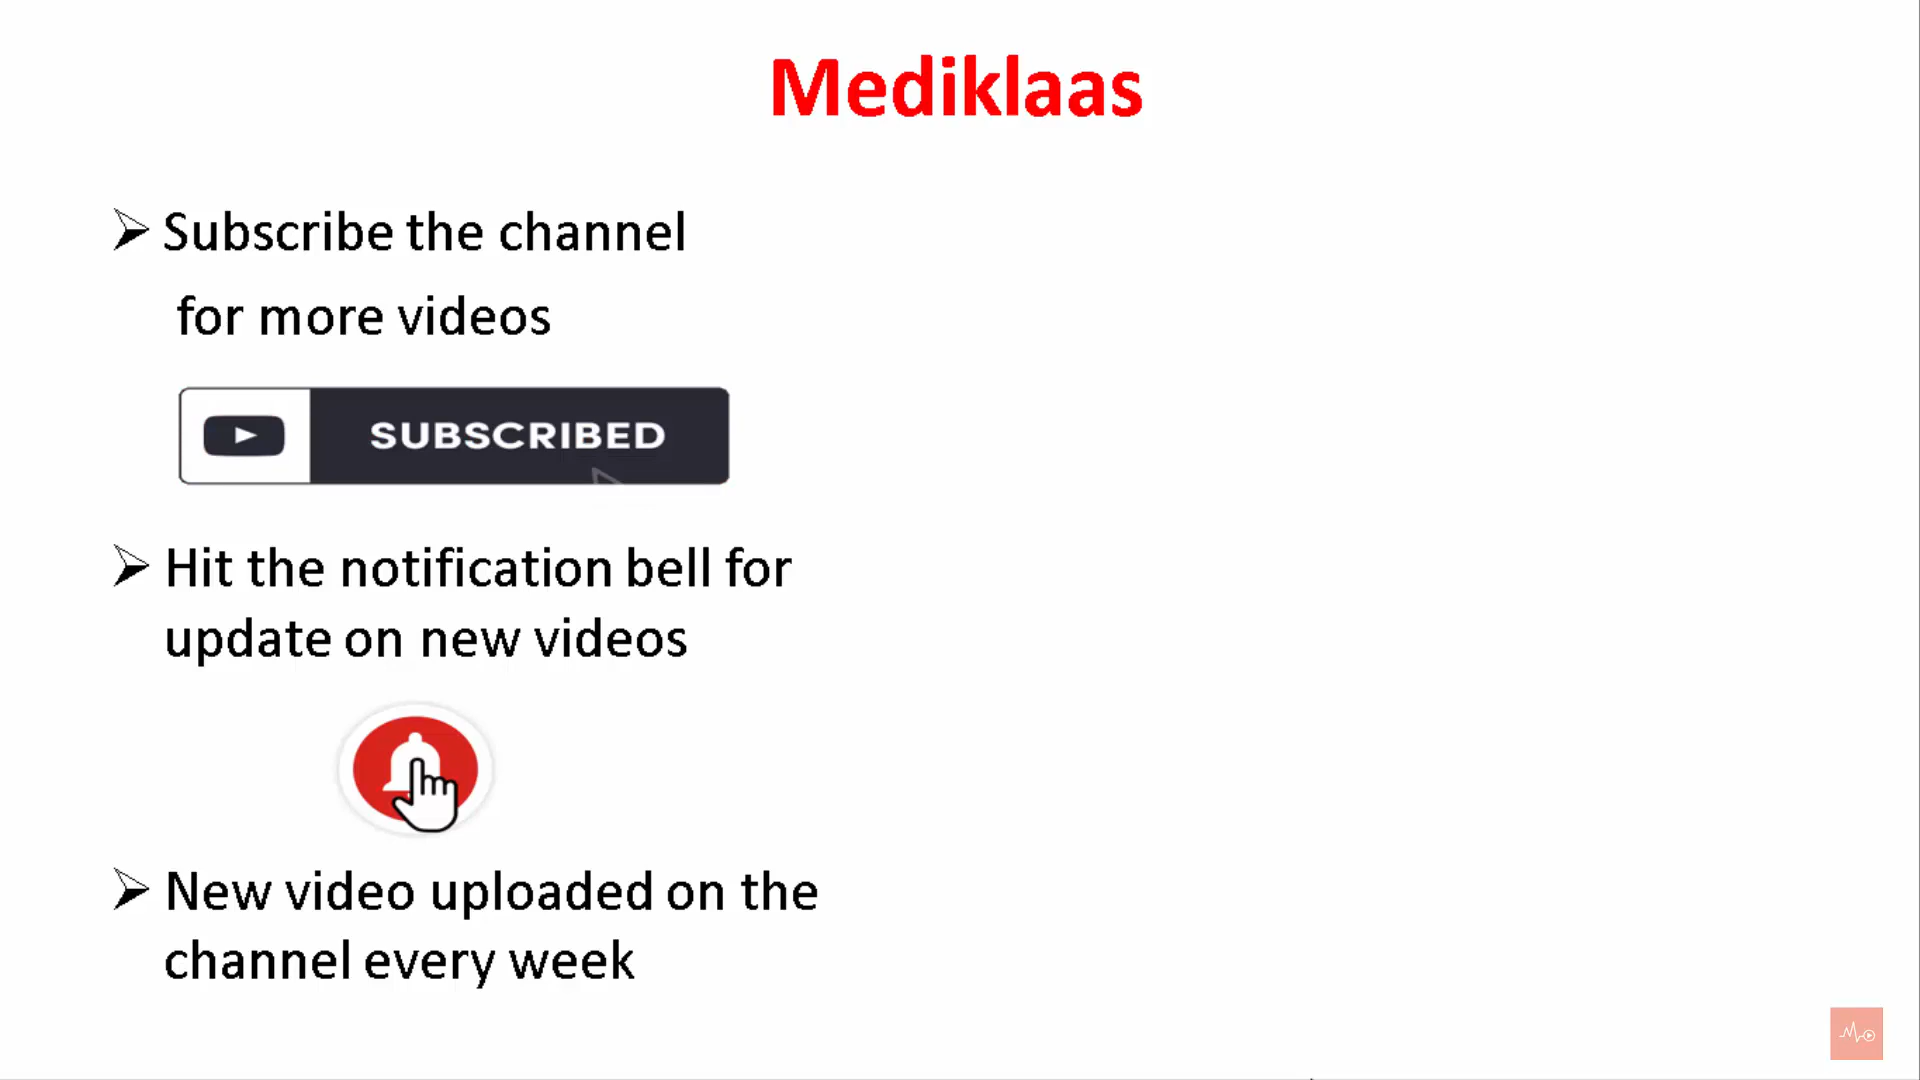 Mediklaas
Subscribe the channel
for more videos
SUBSCRIBED
Hit the notification bell for
update on new videos
New video uploaded on the
channel every week